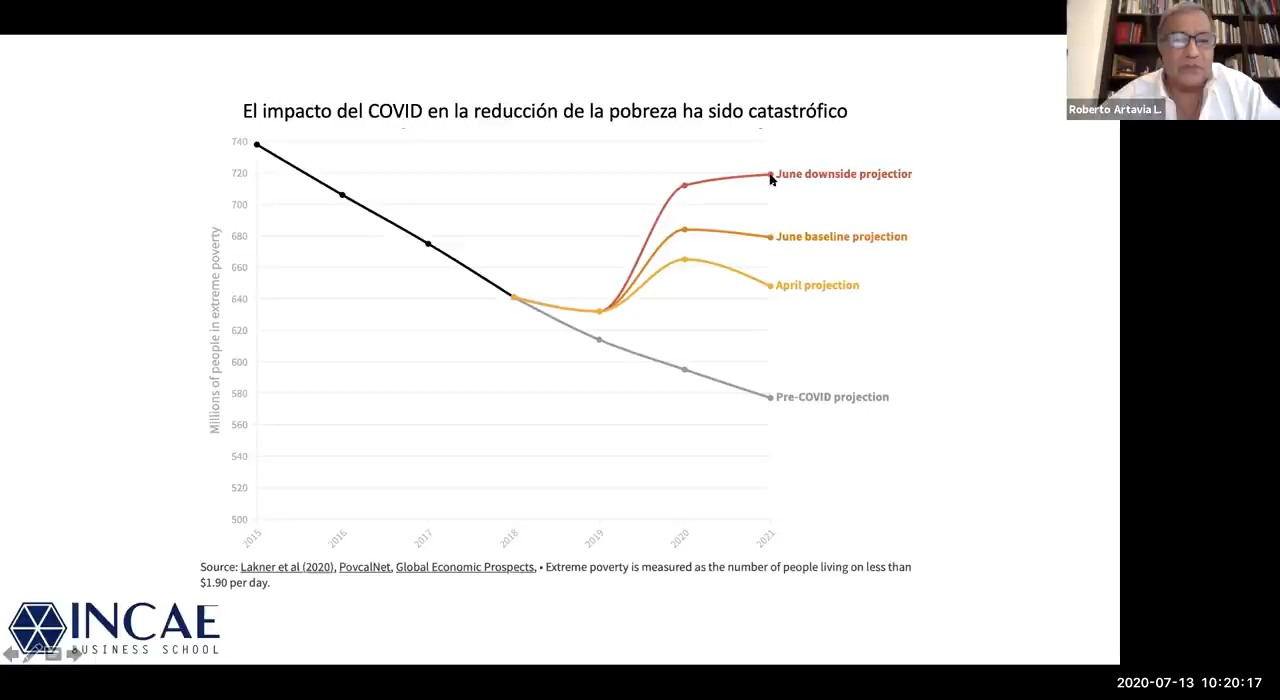 Roberto Artavia L.
El impacto del COVID en la reducción de la pobreza ha sido catastrófico
740
720
700
680
660
640
620
600
580
560
540
520
500
Millions of people in extreme poverty
June downside projection
June baseline projection
April projection
Pre-COVID projection
2015 2016 2017 2018 2019 2020 2021
Source: Lakner et al (2020), PovcalNet, Global Economic Prospects, • Extreme poverty is measured as the number of people living on less than
$1.90 per day.
INCAE
BUSINESS SCHOOL
2020-07-13 10:20:17